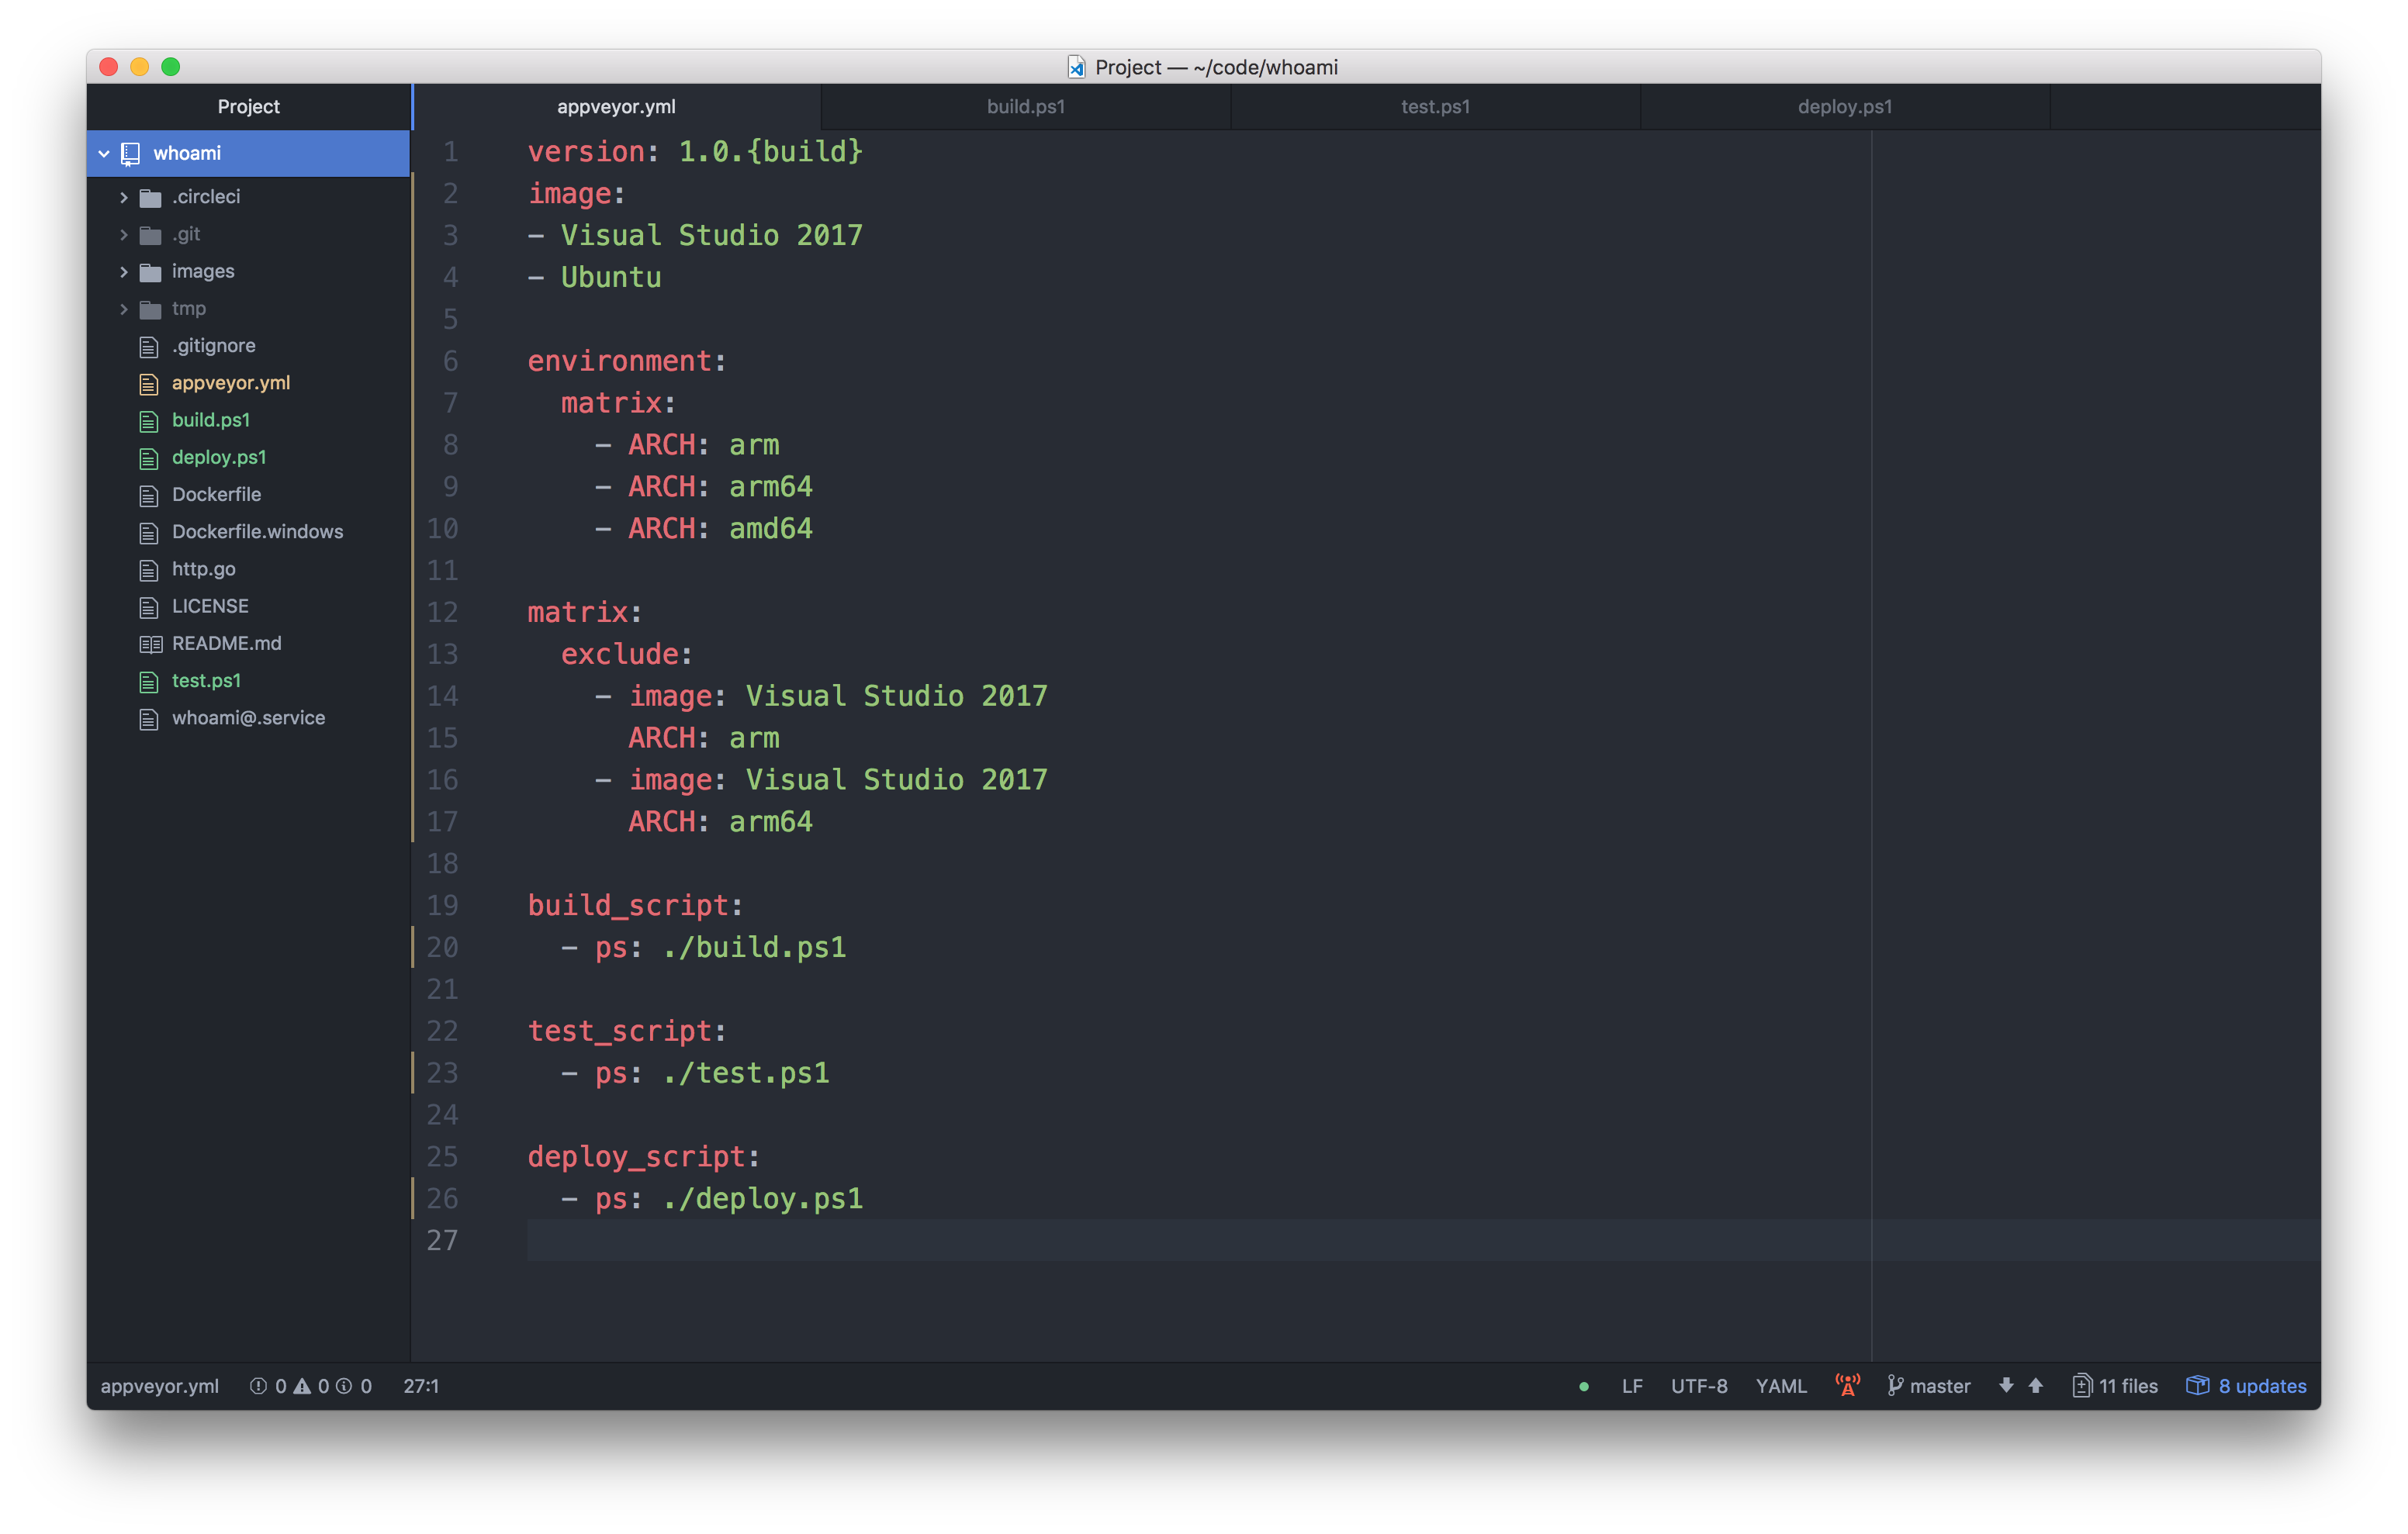 Project — ~/code/whoami
Project
appveyor.yml
build.ps1
test.ps1
deploy.ps1
whoami
.circleci
.git
images
tmp
.gitignore
appveyor.yml
build.ps1
deploy.ps1
Dockerfile
Dockerfile.windows
http.go
LICENSE
README.md
test.ps1
whoami@.service
1 version: 1.0.{build}
2 image:
3 - Visual Studio 2017
4 - Ubuntu
5
6 environment:
7 matrix:
8 - ARCH: arm
9 - ARCH: arm64
10 - ARCH: amd64
11
12 matrix:
13 exclude:
14 - image: Visual Studio 2017
15 ARCH: arm
16 - image: Visual Studio 2017
17 ARCH: arm64
18
19 build_script:
20 - ps: ./build.ps1
21
22 test_script:
23 - ps: ./test.ps1
24
25 deploy_script:
26 - ps: ./deploy.ps1
27
appveyor.yml 0 0 0 27:1 LF UTF-8 YAML master 11 files 8 updates